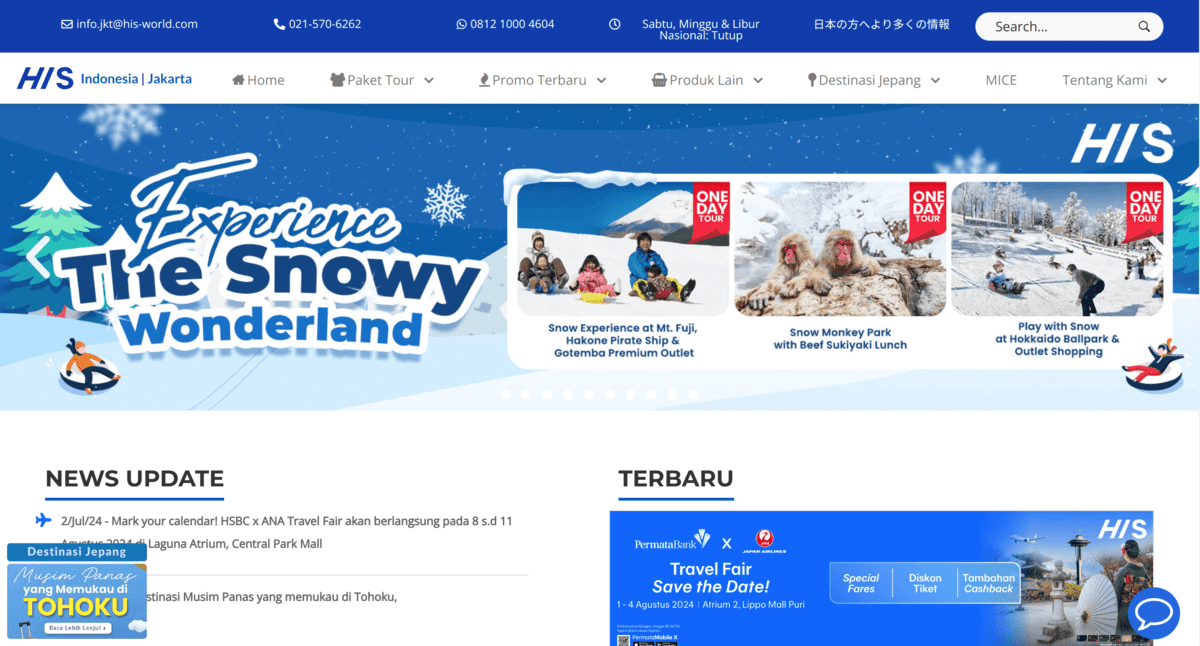 info.jkt@his-world.com
021-570-6262
0812 1000 4604
Sabtu, Minggu & Libur
Nasional: Tutup
日本の方へより多くの情報
Search...
HIS Indonesia | Jakarta
Home
Paket Tour
Promo Terbaru
Produk Lain
Destinasi Jepang
MICE
Tentang Kami
HIS
Experience
The Snowy
Wonderland
ONE
DAY
TOUR
ONE
DAY
TOUR
ONE
DAY
TOUR
Snow Experience at Mt. Fuji,
Hakone Pirate Ship &
Gotemba Premium Outlet
Snow Monkey Park
with Beef Sukiyaki Lunch
Play with Snow
at Hokkaido Ballpark &
Outlet Shopping
NEWS UPDATE
2/Jul/24 - Mark your calendar! HSBC x ANA Travel Fair akan berlangsung pada 8 s.d 11
Agustus 2024 di Laguna Atrium, Central Park Mall
Destinasi Jepang
Musim Panas
yang Memukau di
TOHOKU
Baca Lebih Lanjut
stinasi Musim Panas yang memukau di Tohoku,
TERBARU
HIS
PermataBank X JAPAN AIRLINES
Travel Fair
Save the Date!
1 - 4 Agustus 2024 | Atrium 2, Lippo Mall Puri
Special
Fares
Diskon
Tiket
Tambahan
Cashback
PermataMobile X